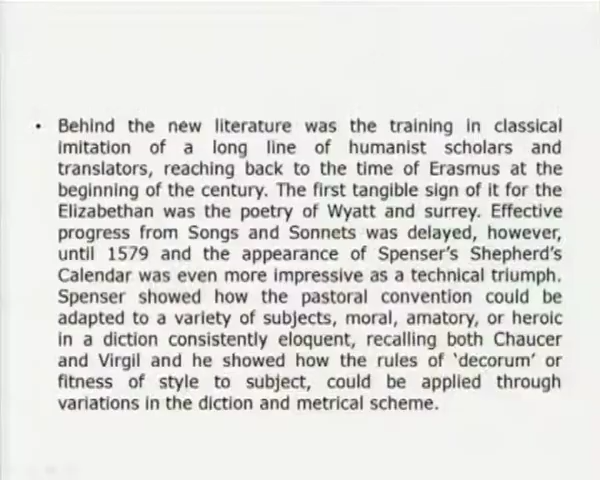 • Behind the new literature was the training in classical
imitation of a long line of humanist scholars and
translators, reaching back to the time of Erasmus at the
beginning of the century. The first tangible sign of it for the
Elizabethan was the poetry of Wyatt and surrey. Effective
progress from Songs and Sonnets was delayed, however,
until 1579 and the appearance of Spenser's Shepherd's
Calendar was even more impressive as a technical triumph.
Spenser showed how the pastoral convention could be
adapted to a variety of subjects, moral, amatory, or heroic
in a diction consistently eloquent, recalling both Chaucer
and Virgil and he showed how the rules of 'decorum' or
fitness of style to subject, could be applied through
variations in the diction and metrical scheme.